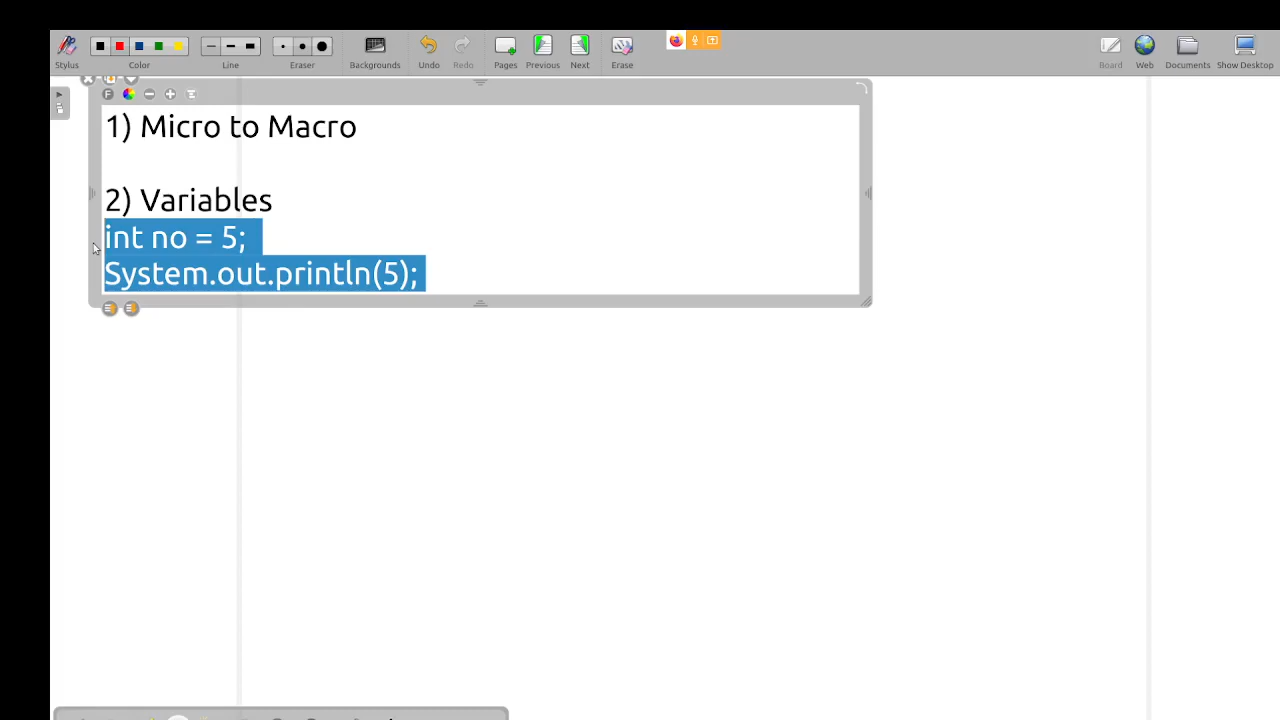 Stylus
Color
Line
Eraser
Backgrounds
Undo
Redo
Pages
Previous
Next
Erase
Board
Web
Documents
Show Desktop
1) Micro to Macro
2) Variables
int no = 5;
System.out.println(5);